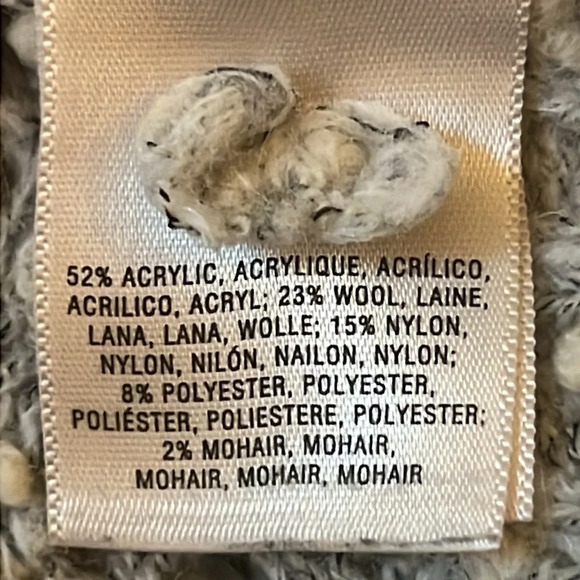 52% ACRYLIC, ACRYLIQUE, ACRÍLICO,
ACRILICO, ACRYL; 23% WOOL, LAINE,
LANA, LANA, WOLLE; 15% NYLON,
NYLON, NILÓN, NAILON, NYLON;
8% POLYESTER, POLYESTER,
POLIÉSTER, POLIESTERE, POLYESTER;
2% MOHAIR, MOHAIR,
MOHAIR, MOHAIR, MOHAIR